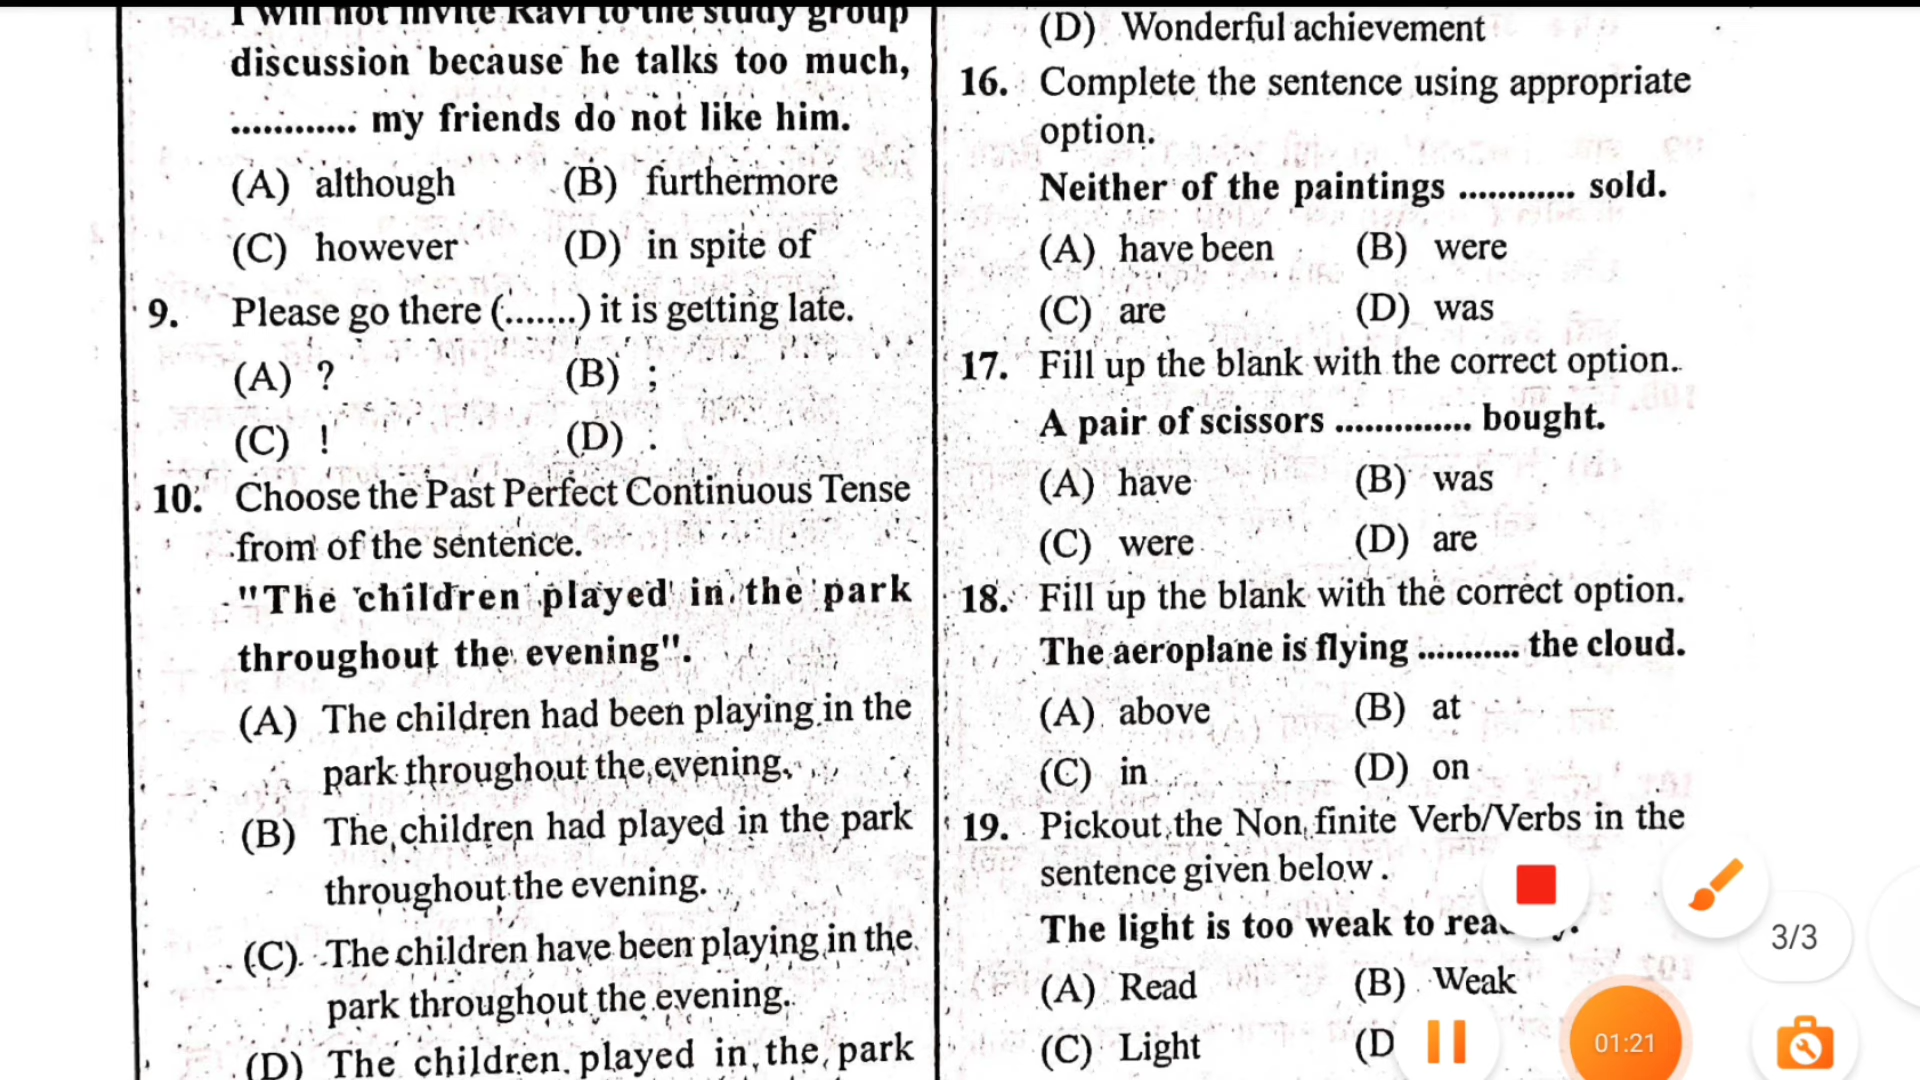 I will not invite Ravi to the study group
discussion because he talks too much,
............ my friends do not like him.
(A) although (B) furthermore
(C) however (D) in spite of
9. Please go there (.......) it is getting late.
(A) ? (B) ;
(C) ! (D) .
10. Choose the Past Perfect Continuous Tense
from of the sentence.
"The children played in the park
throughout the evening".
(A) The children had been playing in the
park throughout the evening.
(B) The children had played in the park
throughout the evening.
(C) The children have been playing in the
park throughout the evening.
(D) The children played in the park
(D) Wonderful achievement
16. Complete the sentence using appropriate
option.
Neither of the paintings ............ sold.
(A) have been (B) were
(C) are (D) was
17. Fill up the blank with the correct option.
A pair of scissors .............. bought.
(A) have (B) was
(C) were (D) are
18. Fill up the blank with the correct option.
The aeroplane is flying ........... the cloud.
(A) above (B) at
(C) in (D) on
19. Pickout the Non finite Verb/Verbs in the
sentence given below.
The light is too weak to
(A) Read (B) Weak
(C) Light (D
3/3
01:21